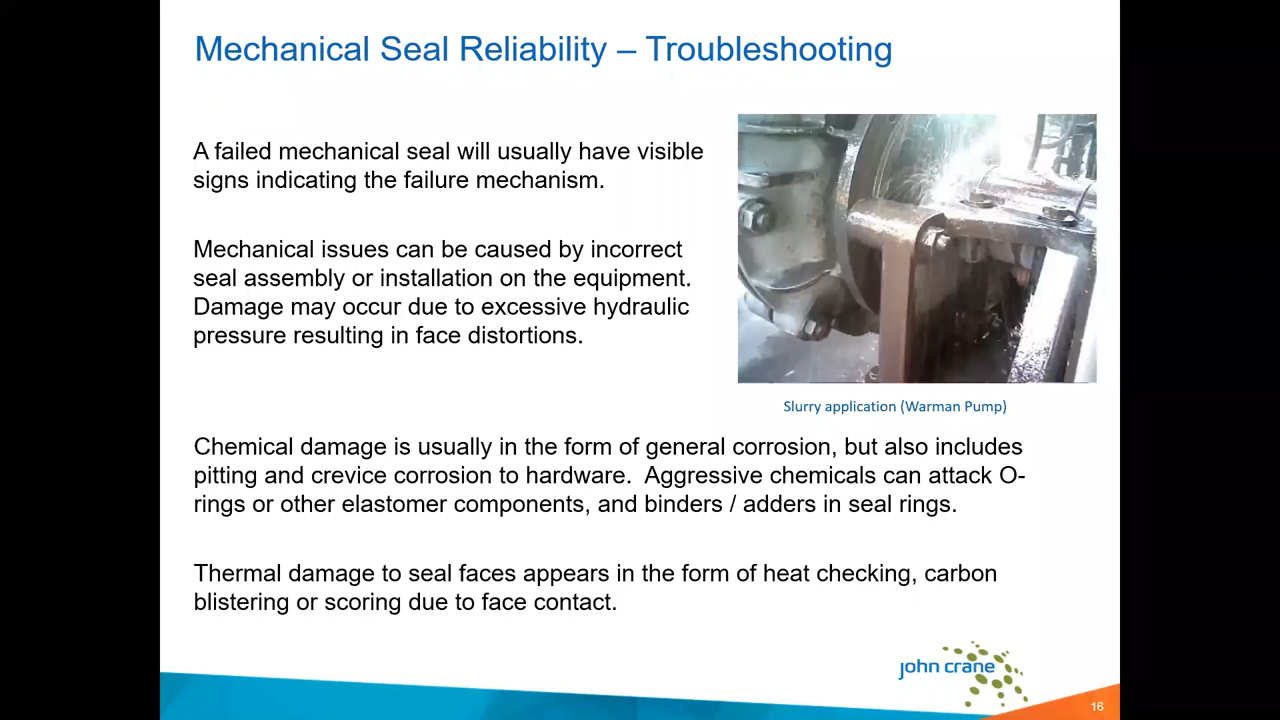 Mechanical Seal Reliability – Troubleshooting
A failed mechanical seal will usually have visible
signs indicating the failure mechanism.
Mechanical issues can be caused by incorrect
seal assembly or installation on the equipment.
Damage may occur due to excessive hydraulic
pressure resulting in face distortions.
Slurry application (Warman Pump)
Chemical damage is usually in the form of general corrosion, but also includes
pitting and crevice corrosion to hardware.  Aggressive chemicals can attack O-
rings or other elastomer components, and binders / adders in seal rings.
Thermal damage to seal faces appears in the form of heat checking, carbon
blistering or scoring due to face contact.
john crane
16